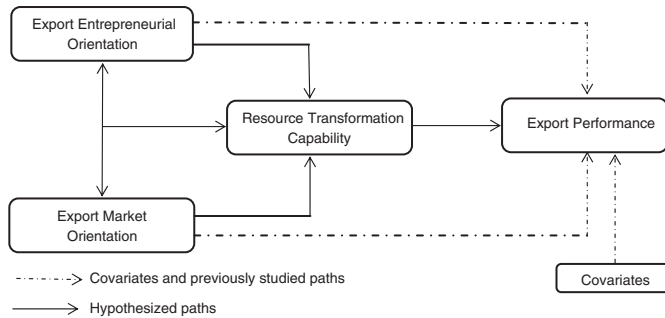 Export Entrepreneurial
Orientation
Resource Transformation
Capability
Export Performance
Export Market
Orientation
Covariates and previously studied paths
Covariates
Hypothesized paths